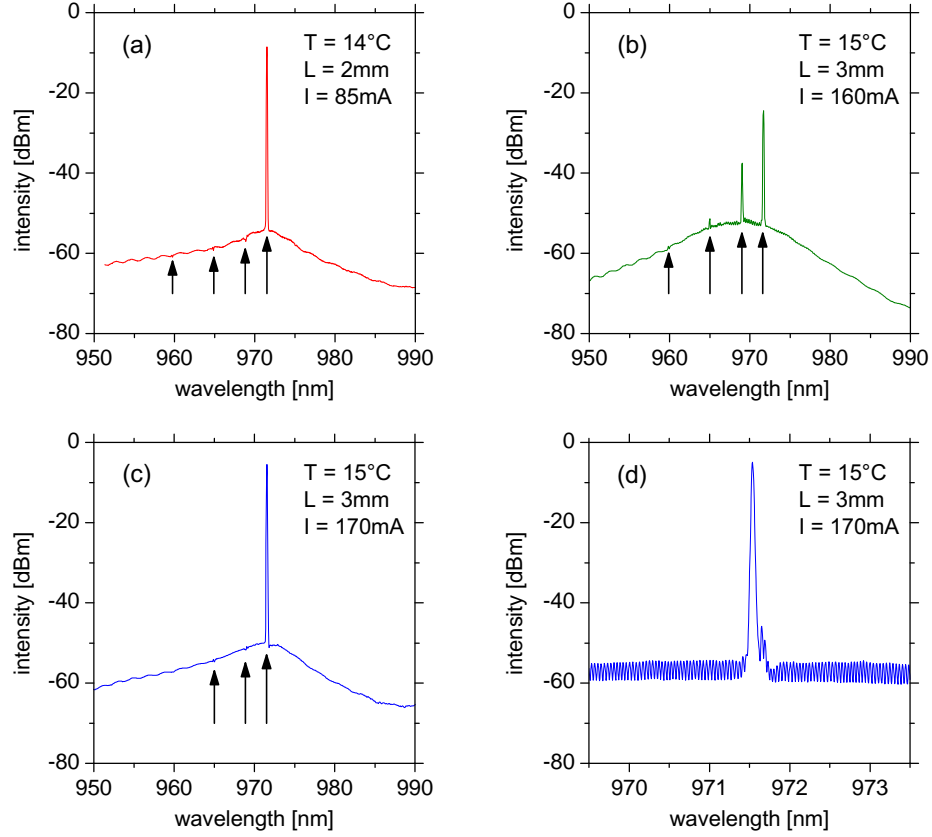 (a)
T = 14°C
L = 2mm
I = 85mA
0
-20
-40
-60
-80
intensity [dBm]
950 960 970 980 990
wavelength [nm]
(b)
T = 15°C
L = 3mm
I = 160mA
0
-20
-40
-60
-80
intensity [dBm]
950 960 970 980 990
wavelength [nm]
(c)
T = 15°C
L = 3mm
I = 170mA
0
-20
-40
-60
-80
intensity [dBm]
950 960 970 980 990
wavelength [nm]
(d)
T = 15°C
L = 3mm
I = 170mA
0
-20
-40
-60
-80
intensity [dBm]
970 971 972 973
wavelength [nm]